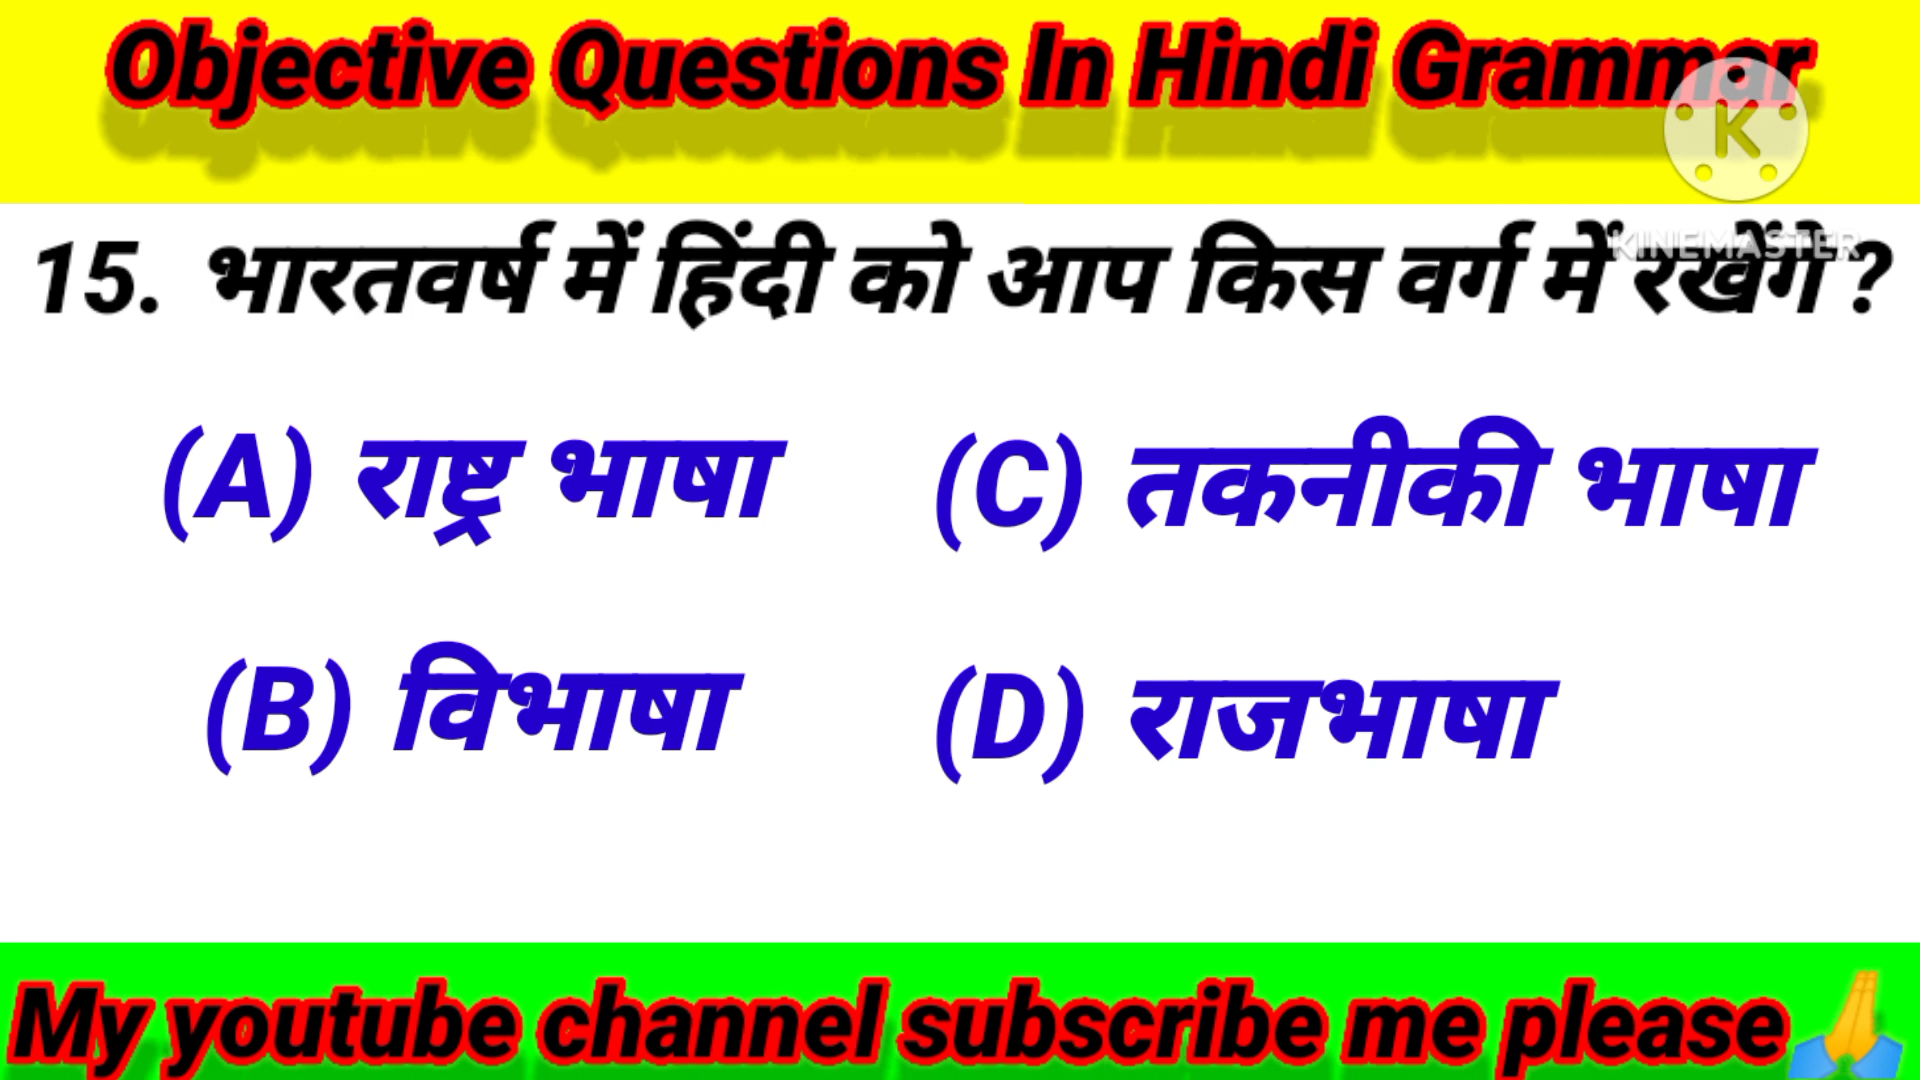 Objective Questions In Hindi Grammar
K
KINEMASTER
15. भारतवर्ष में हिंदी को आप किस वर्ग में रखेंगे ?
(A) राष्ट्र भाषा (C) तकनीकी भाषा
(B) विभाषा (D) राजभाषा
My youtube channel subscribe me please🙏